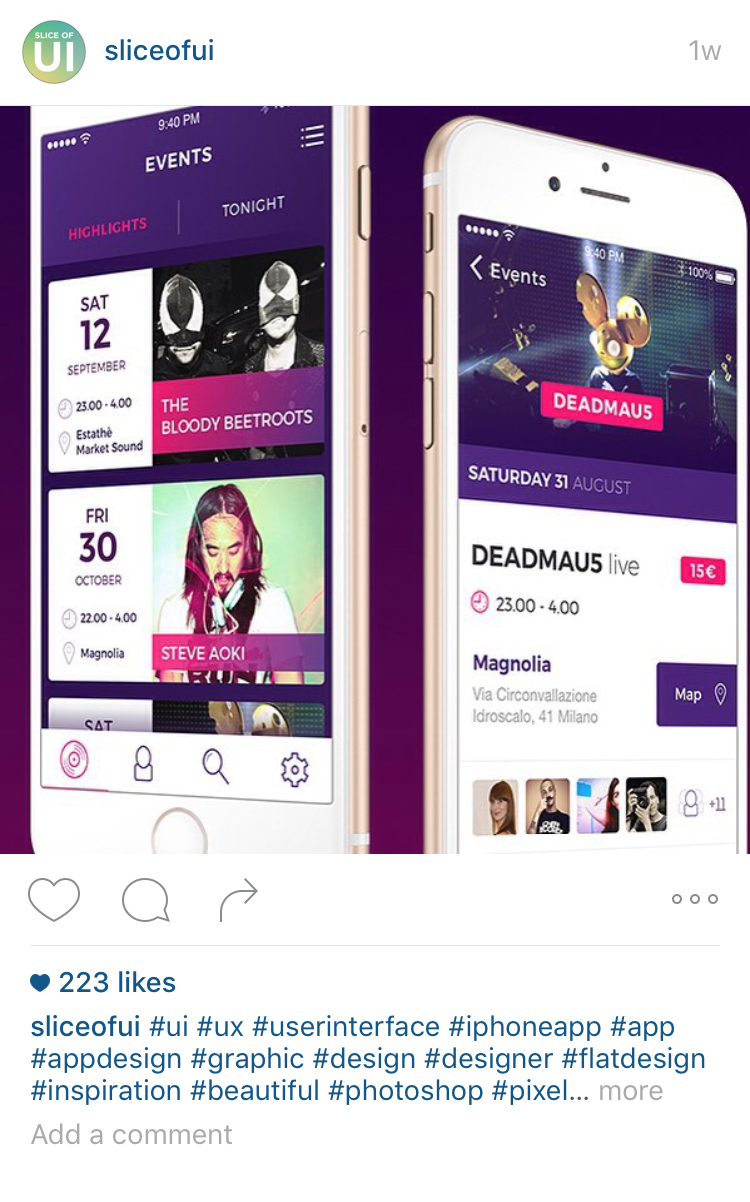 SLICE OF
UI
sliceofui
1w
9:40 PM
EVENTS
HIGHLIGHTS
TONIGHT
SAT
12
SEPTEMBER
23.00 - 4.00
Estathè
Market Sound
THE
BLOODY BEETROOTS
FRI
30
OCTOBER
22.00 - 4.00
Magnolia
STEVE AOKI
SAT
9:40 PM
100%
Events
DEADMAU5
SATURDAY 31 AUGUST
DEADMAU5 live
15€
23.00 - 4.00
Magnolia
Via Circonvallazione
Idroscalo, 41 Milano
Map
+11
223 likes
sliceofui #ui #ux #userinterface #iphoneapp #app
#appdesign #graphic #design #designer #flatdesign
#inspiration #beautiful #photoshop #pixel... more
Add a comment